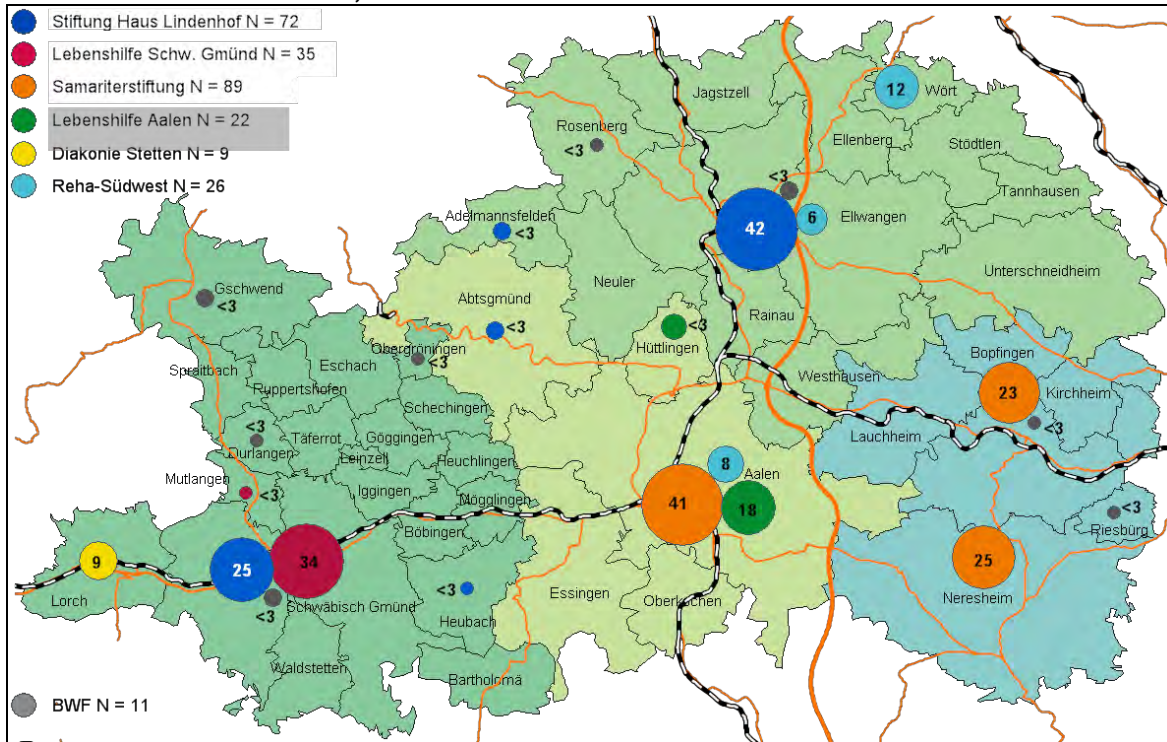 Stiftung Haus Lindenhof N = 72
Lebenshilfe Schw. Gmünd N = 35
Samariterstiftung N = 89
Lebenshilfe Aalen N = 22
Diakonie Stetten N = 9
Reha-Südwest N = 26
12
Wört
Jagstzell
Rosenberg
<3
Ellenberg
Stödtlen
<3
Tannhausen
Adelmannsfelden
<3
42
6
Ellwangen
Unterschneidheim
Neuler
Gschwend
<3
Abtsgmünd
<3
Rainau
<3
Hüttlingen
Obergröningen
<3
Eschach
Spraitbach
Ruppertshofen
Bopfingen
Westhausen
23
Kirchheim
<3
Schechingen
<3
Durlangen
Täferrot
Göggingen
Leinzell
Heuchlingen
Lauchheim
8
Aalen
Mutlangen
<3
Iggingen
Mögglingen
41
18
<3
Riesbürg
Böbingen
9
25
34
25
<3
Schwäbisch Gmünd
<3
Heubach
Essingen
Oberkochen
Neresheim
Lorch
Waldstetten
Bartholomä
BWF N = 11